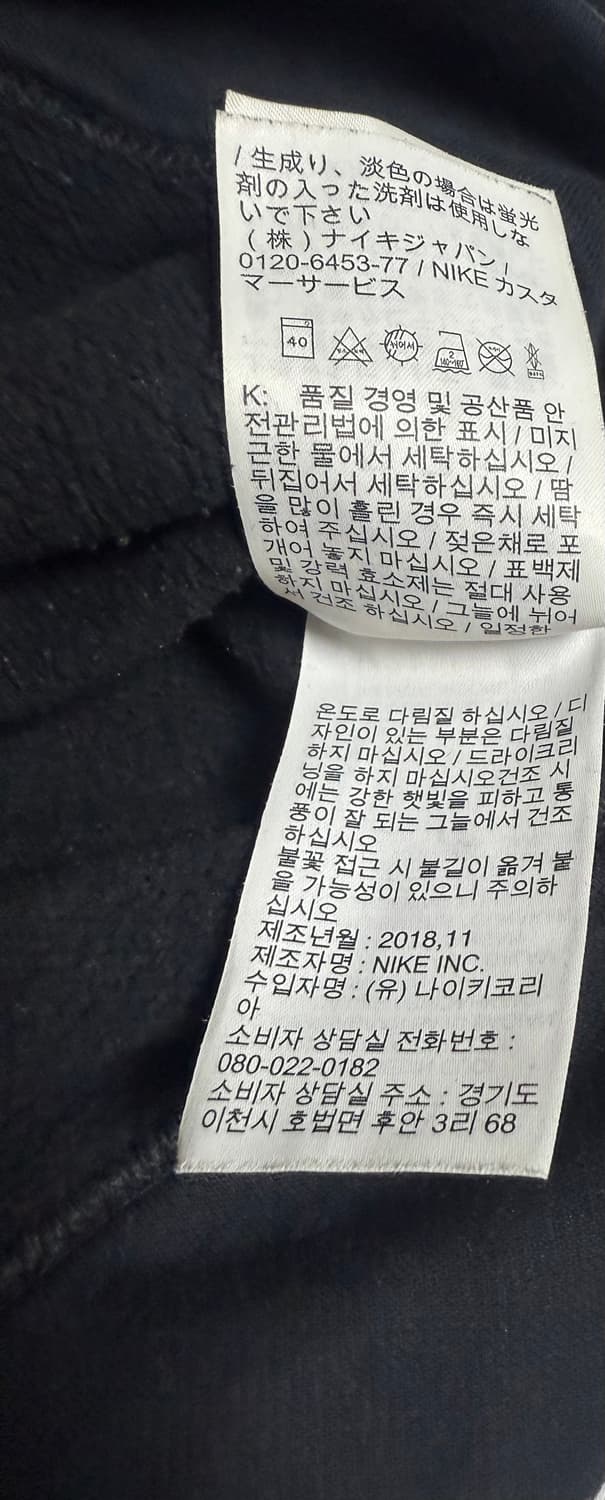 / 生成り、淡色の場合は蛍光
剤の入った洗剤は使用しな
いで下さい
(株)ナイキジャパン/
0120-6453-77 / NIKE カスタ
マーサービス
40
뉘어서
2
140~160
K: 품질 경영 및 공산품 안
전관리법에 의한 표시 / 미지
근한 물에서 세탁하십시오 /
뒤집어서 세탁하십시오 / 땀
을 많이 흘린 경우 즉시 세탁
하여 주십시오 / 젖은채로 포
개어 놓지 마십시오 / 표백제
및 강력 효소제는 절대 사용
하지 마십시오 / 그늘에 뉘어
서 건조 하십시오 / 일정한
온도로 다림질 하십시오 / 디
자인이 있는 부분은 다림질
하지 마십시오 / 드라이크리
닝을 하지 마십시오건조 시
에는 강한 햇빛을 피하고 통
풍이 잘 되는 그늘에서 건조
하십시오
불꽃 접근 시 불길이 옮겨 붙
을 가능성이 있으니 주의하
십시오
제조년월 : 2018,11
제조자명 : NIKE INC.
수입자명 : (유) 나이키코리
아
소비자 상담실 전화번호 :
080-022-0182
소비자 상담실 주소 : 경기도
이천시 호법면 후안 3리 68